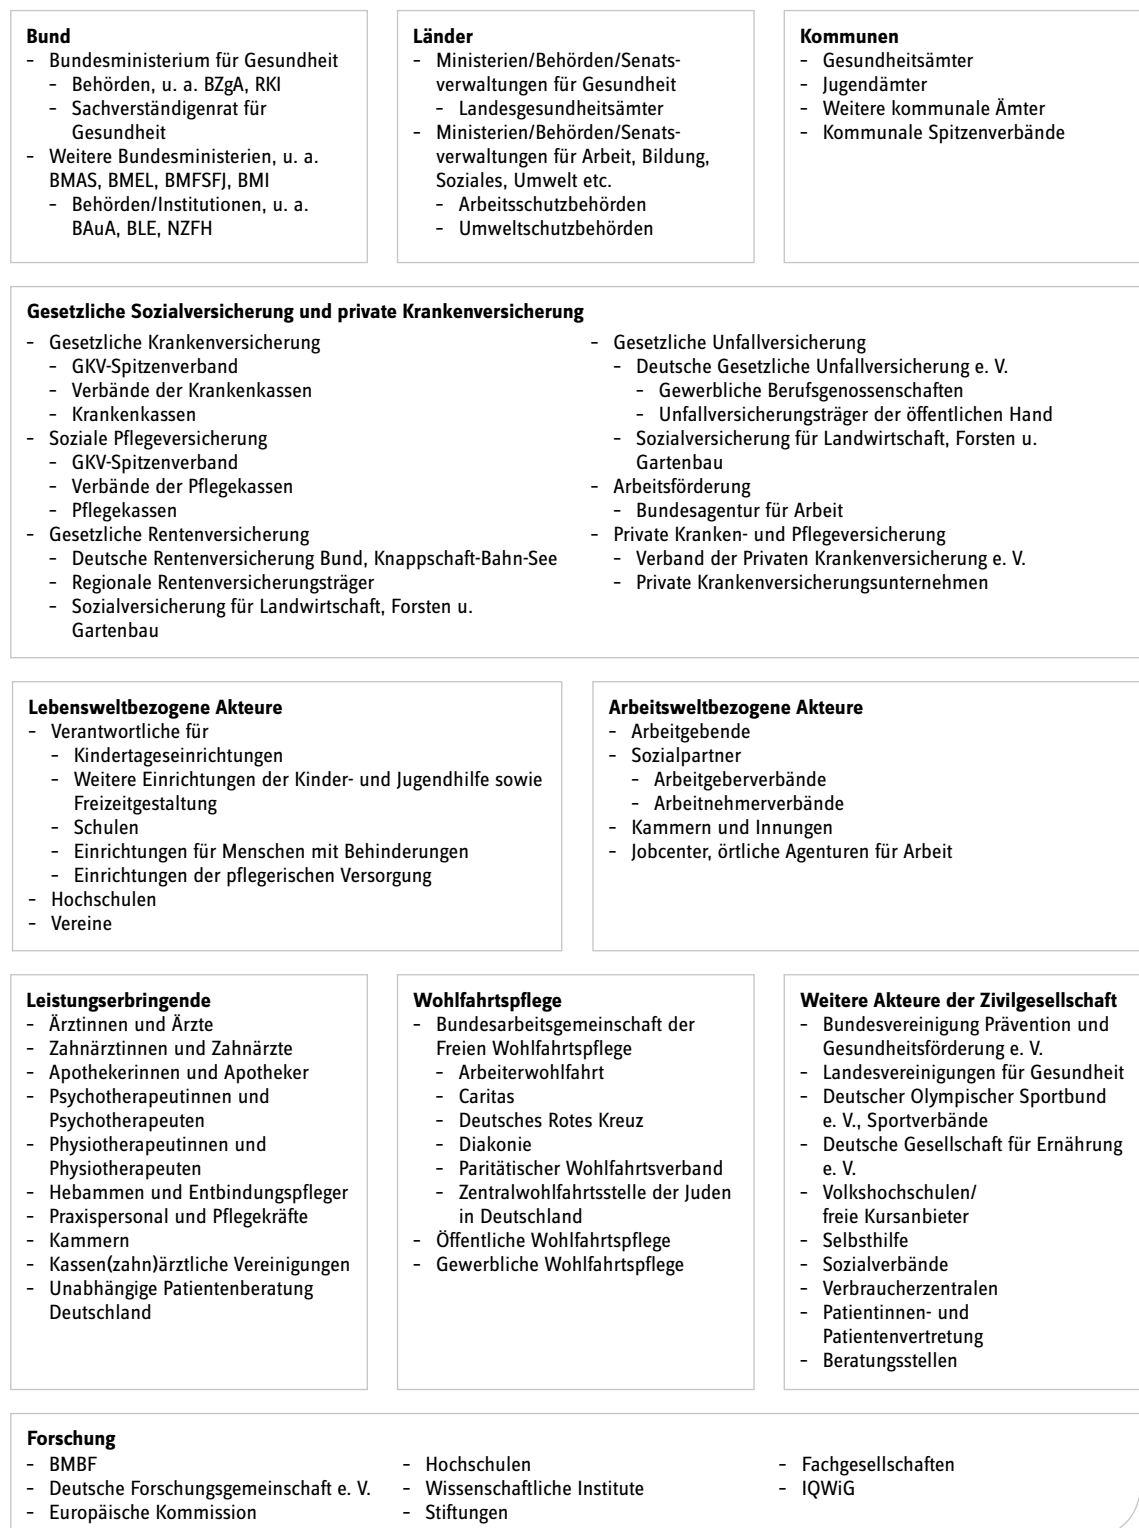 Bund
- Bundesministerium für Gesundheit
- Behörden, u. a. BZgA, RKI
- Sachverständigenrat für
Gesundheit
- Weitere Bundesministerien, u. a.
BMAS, BMEL, BMFSFJ, BMI
- Behörden/Institutionen, u. a.
BAuA, BLE, NZFH
Länder
- Ministerien/Behörden/Senats-
verwaltungen für Gesundheit
- Landesgesundheitsämter
- Ministerien/Behörden/Senats-
verwaltungen für Arbeit, Bildung,
Soziales, Umwelt etc.
- Arbeitsschutzbehörden
- Umweltschutzbehörden
Kommunen
- Gesundheitsämter
- Jugendämter
- Weitere kommunale Ämter
- Kommunale Spitzenverbände
Gesetzliche Sozialversicherung und private Krankenversicherung
- Gesetzliche Krankenversicherung
- GKV-Spitzenverband
- Verbände der Krankenkassen
- Krankenkassen
- Soziale Pflegeversicherung
- GKV-Spitzenverband
- Verbände der Pflegekassen
- Pflegekassen
- Gesetzliche Rentenversicherung
- Deutsche Rentenversicherung Bund, Knappschaft-Bahn-See
- Regionale Rentenversicherungsträger
- Sozialversicherung für Landwirtschaft, Forsten u.
Gartenbau
- Gesetzliche Unfallversicherung
- Deutsche Gesetzliche Unfallversicherung e. V.
- Gewerbliche Berufsgenossenschaften
- Unfallversicherungsträger der öffentlichen Hand
- Sozialversicherung für Landwirtschaft, Forsten u.
Gartenbau
- Arbeitsförderung
- Bundesagentur für Arbeit
- Private Kranken- und Pflegeversicherung
- Verband der Privaten Krankenversicherung e. V.
- Private Krankenversicherungsunternehmen
Lebensweltbezogene Akteure
- Verantwortliche für
- Kindertageseinrichtungen
- Weitere Einrichtungen der Kinder- und Jugendhilfe sowie
Freizeitgestaltung
- Schulen
- Einrichtungen für Menschen mit Behinderungen
- Einrichtungen der pflegerischen Versorgung
- Hochschulen
- Vereine
Arbeitsweltbezogene Akteure
- Arbeitgebende
- Sozialpartner
- Arbeitgeberverbände
- Arbeitnehmerverbände
- Kammern und Innungen
- Jobcenter, örtliche Agenturen für Arbeit
Leistungserbringende
- Ärztinnen und Ärzte
- Zahnärztinnen und Zahnärzte
- Apothekerinnen und Apotheker
- Psychotherapeutinnen und
Psychotherapeuten
- Physiotherapeutinnen und
Physiotherapeuten
- Hebammen und Entbindungspfleger
- Praxispersonal und Pflegekräfte
- Kammern
- Kassen(zahn)ärztliche Vereinigungen
- Unabhängige Patientenberatung
Deutschland
Wohlfahrtspflege
- Bundesarbeitsgemeinschaft der
Freien Wohlfahrtspflege
- Arbeiterwohlfahrt
- Caritas
- Deutsches Rotes Kreuz
- Diakonie
- Paritätischer Wohlfahrtsverband
- Zentralwohlfahrtsstelle der Juden
in Deutschland
- Öffentliche Wohlfahrtspflege
- Gewerbliche Wohlfahrtspflege
Weitere Akteure der Zivilgesellschaft
- Bundesvereinigung Prävention und
Gesundheitsförderung e. V.
- Landesvereinigungen für Gesundheit
- Deutscher Olympischer Sportbund
e. V., Sportverbände
- Deutsche Gesellschaft für Ernährung
e. V.
- Volkshochschulen/
freie Kursanbieter
- Selbsthilfe
- Sozialverbände
- Verbraucherzentralen
- Patientinnen- und
Patientenvertretung
- Beratungsstellen
Forschung
- BMBF
- Deutsche Forschungsgemeinschaft e. V.
- Europäische Kommission
- Hochschulen
- Wissenschaftliche Institute
- Stiftungen
- Fachgesellschaften
- IQWiG